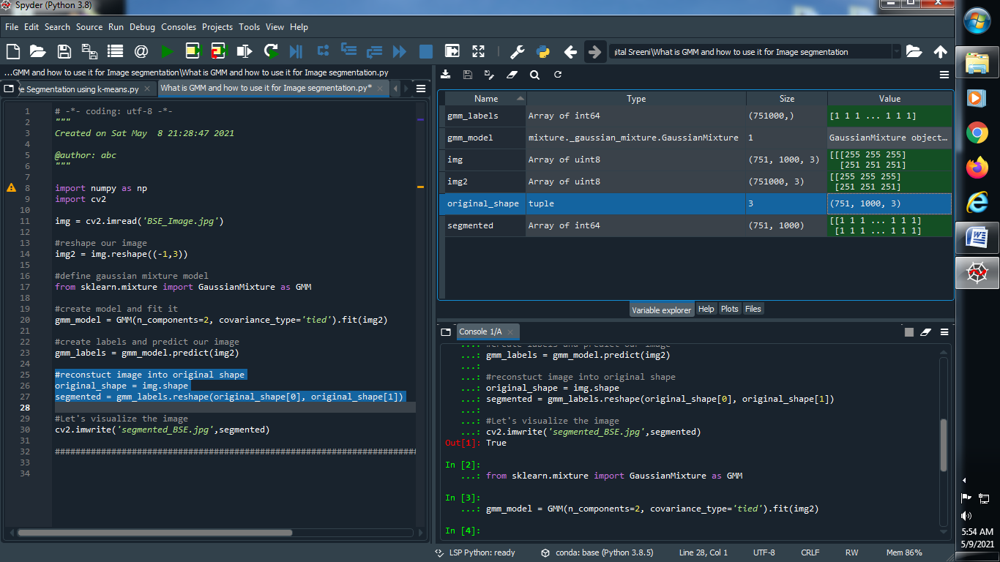 Spyder (Python 3.8)
File Edit Search Source Run Debug Consoles Projects Tools View Help
ital Sreeni\What is GMM and how to use it for Image segmentation
...GMM and how to use it for Image segmentation\What is GMM and how to use it for Image segmentation.py
e Segmentation using k-means.py
What is GMM and how to use it for Image segmentation.py*
1 # -*- coding: utf-8 -*-
2 """
3 Created on Sat May  8 21:28:47 2021
4
5 @author: abc
6 """
7
8 import numpy as np
9 import cv2
10
11 img = cv2.imread('BSE_Image.jpg')
12
13 #reshape our image
14 img2 = img.reshape((-1,3))
15
16 #define gaussian mixture model
17 from sklearn.mixture import GaussianMixture as GMM
18
19 #create model and fit it
20 gmm_model = GMM(n_components=2, covariance_type='tied').fit(img2)
21
22 #create labels and predict our image
23 gmm_labels = gmm_model.predict(img2)
24
25 #reconstuct image into original shape
26 original_shape = img.shape
27 segmented = gmm_labels.reshape(original_shape[0], original_shape[1])
28
29 #Let's visualize the image
30 cv2.imwrite('segmented_BSE.jpg',segmented)
31
32 ######################################################################
33
34
Name Type Size Value
gmm_labels Array of int64 (751000,) [1 1 1 ... 1 1 1]
gmm_model mixture._gaussian_mixture.GaussianMixture 1 GaussianMixture object...
img Array of uint8 (751, 1000, 3) [[[255 255 255]
[251 251 251]
img2 Array of uint8 (751000, 3) [[255 255 255]
[251 251 251]
original_shape tuple 3 (751, 1000, 3)
segmented Array of int64 (751, 1000) [[1 1 1 ... 1 1 1]
[1 1 1 ... 1 1 1]
Variable explorer Help Plots Files
Console 1/A
...: #create labels and predict our image
...: gmm_labels = gmm_model.predict(img2)
...:
...: #reconstuct image into original shape
...: original_shape = img.shape
...: segmented = gmm_labels.reshape(original_shape[0], original_shape[1])
...:
...: #Let's visualize the image
...: cv2.imwrite('segmented_BSE.jpg',segmented)
Out[1]: True
In [2]:
...: from sklearn.mixture import GaussianMixture as GMM
In [3]:
...: gmm_model = GMM(n_components=2, covariance_type='tied').fit(img2)
In [4]:
LSP Python: ready conda: base (Python 3.8.5) Line 28, Col 1 UTF-8 CRLF RW Mem 86%
5:54 AM
5/9/2021